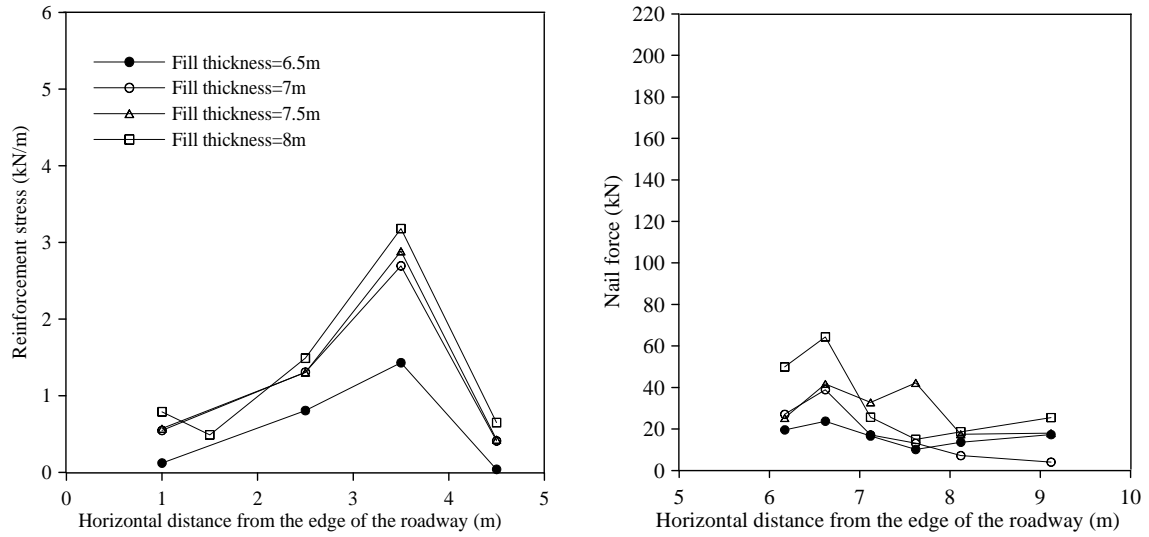 6
5
4
3
2
1
0
Reinforcement stress (kN/m)
Fill thickness=6.5m
Fill thickness=7m
Fill thickness=7.5m
Fill thickness=8m
0 1 2 3 4 5
Horizontal distance from the edge of the roadway (m)
220
200
180
160
140
120
100
80
60
40
20
0
Nail force (kN)
5 6 7 8 9 10
Horizontal distance from the edge of the roadway (m)